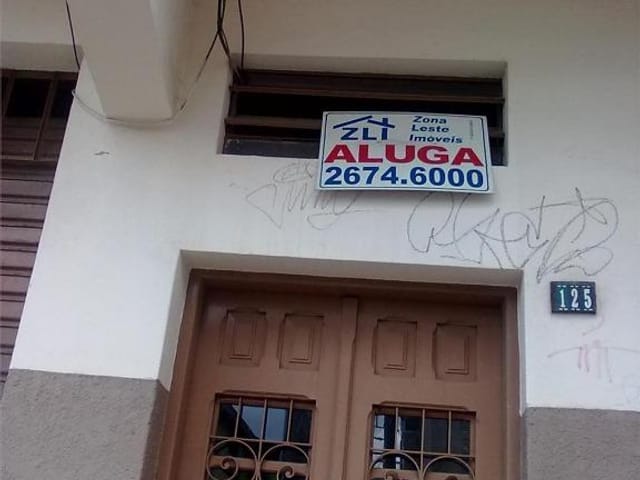 ZLI
Zona
Leste
Imóveis
ALUGA
2674.6000
125